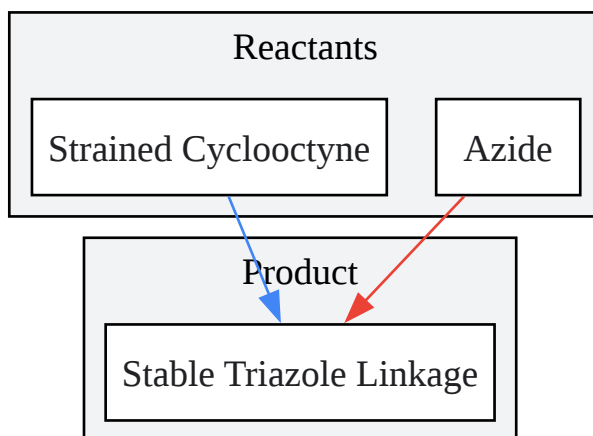 Reactants
Strained Cyclooctyne
Azide
Product
Stable Triazole Linkage